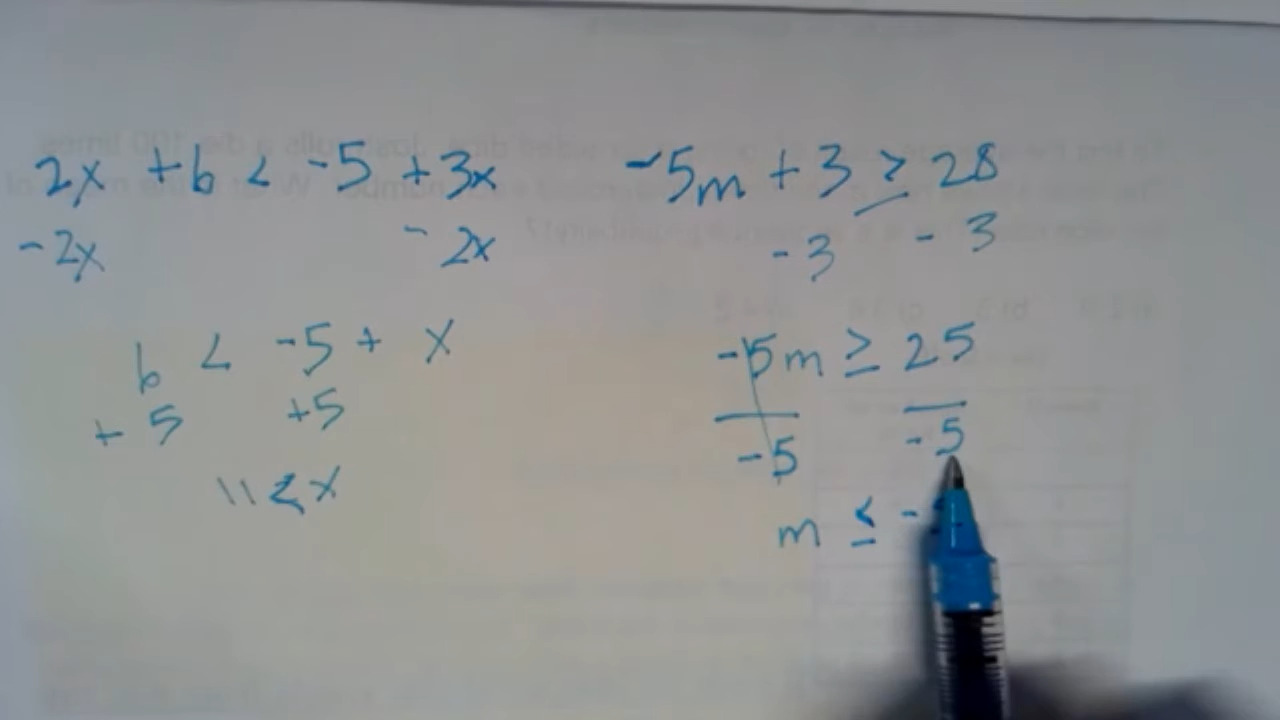 2x + 6 < -5 + 3x
-2x - 2x
6 < -5 + x
+ 5 +5
11 < x
-5m + 3 ≥ 28
- 3 - 3
-5m ≥ 25
-5 -5
m ≤ -